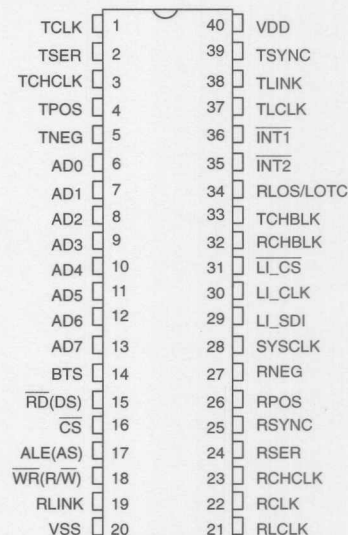 TCLK 1 40 VDD
TSER 2 39 TSYNC
TCHCLK 3 38 TLINK
TPOS 4 37 TLCLK
TNEG 5 36 INT1
AD0 6 35 INT2
AD1 7 34 RLOS/LOTC
AD2 8 33 TCHBLK
AD3 9 32 RCHBLK
AD4 10 31 LI_CS
AD5 11 30 LI_CLK
AD6 12 29 LI_SDI
AD7 13 28 SYSCLK
BTS 14 27 RNEG
RD(DS) 15 26 RPOS
CS 16 25 RSYNC
ALE(AS) 17 24 RSER
WR(R/W) 18 23 RCHCLK
RLINK 19 22 RCLK
VSS 20 21 RLCLK